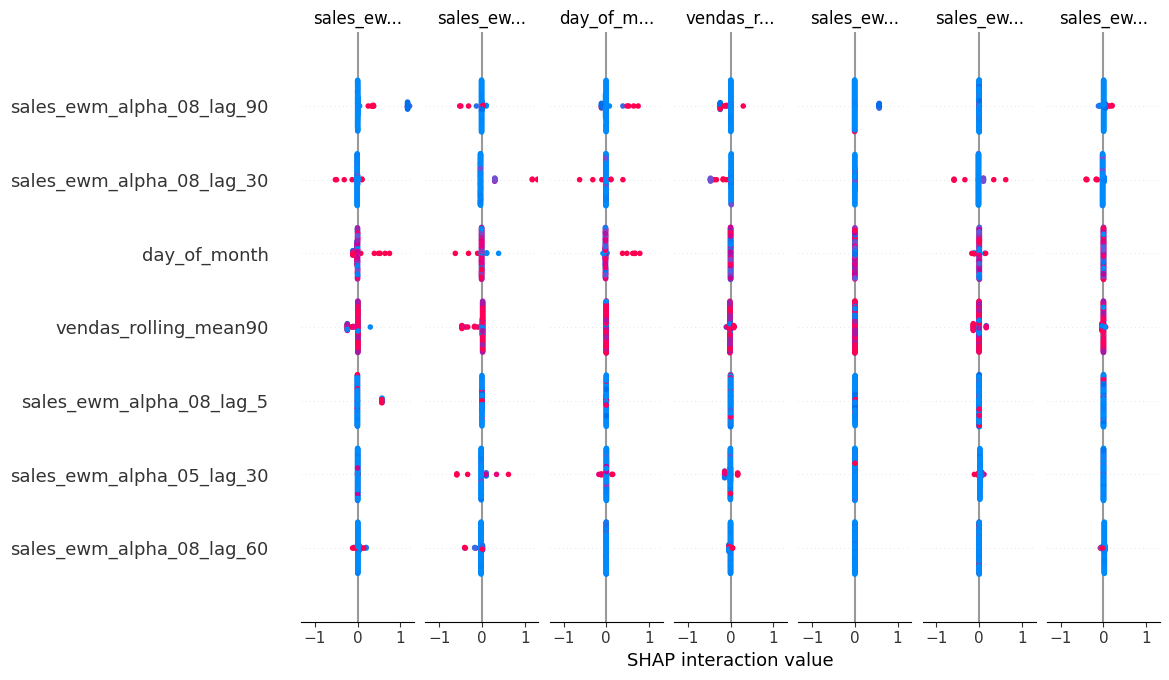 sales_ew... sales_ew... day_of_m... vendas_r... sales_ew... sales_ew... sales_ew...
sales_ewm_alpha_08_lag_90
sales_ewm_alpha_08_lag_30
day_of_month
vendas_rolling_mean90
sales_ewm_alpha_08_lag_5
sales_ewm_alpha_05_lag_30
sales_ewm_alpha_08_lag_60
−1 0 1 −1 0 1 −1 0 1 −1 0 1 −1 0 1 −1 0 1 −1 0 1
SHAP interaction value